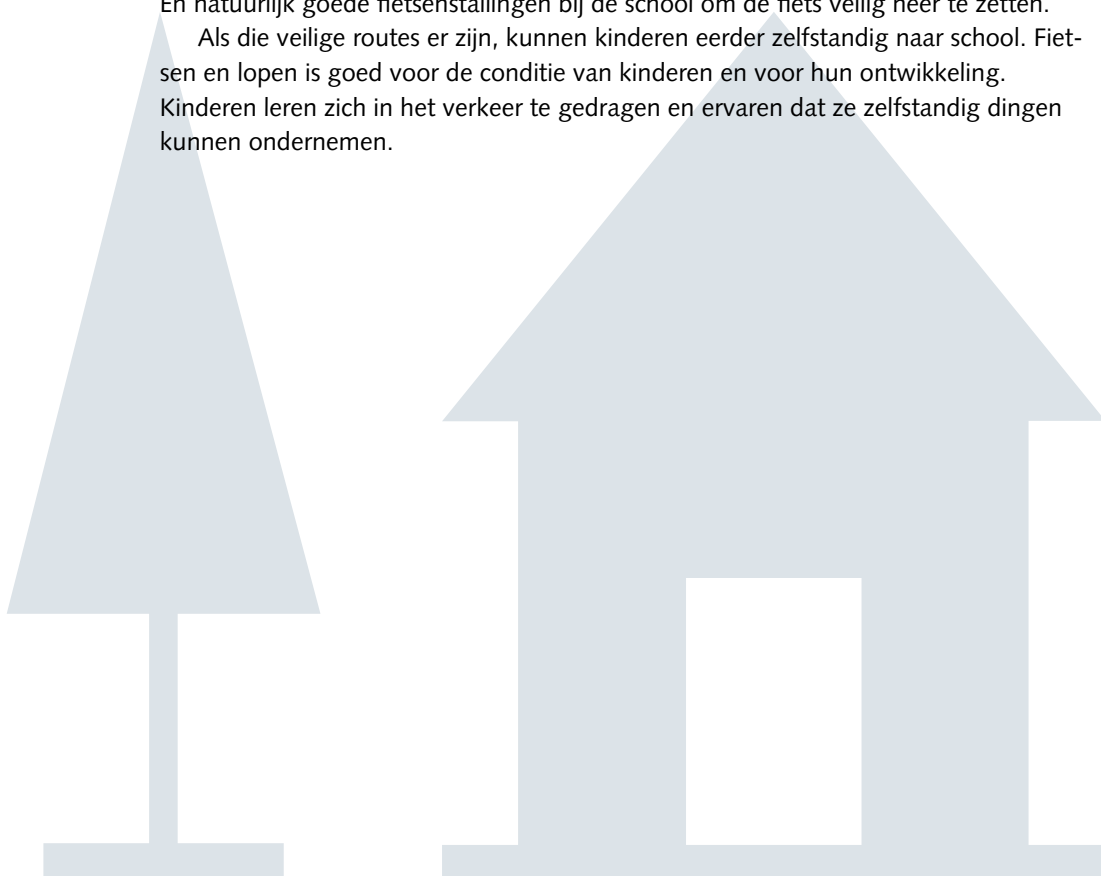 En natuurlijk goede fietsenstallingen bij de school om de fiets veilig neer te zetten.
Als die veilige routes er zijn, kunnen kinderen eerder zelfstandig naar school. Fiet-
sen en lopen is goed voor de conditie van kinderen en voor hun ontwikkeling.
Kinderen leren zich in het verkeer te gedragen en ervaren dat ze zelfstandig dingen
kunnen ondernemen.